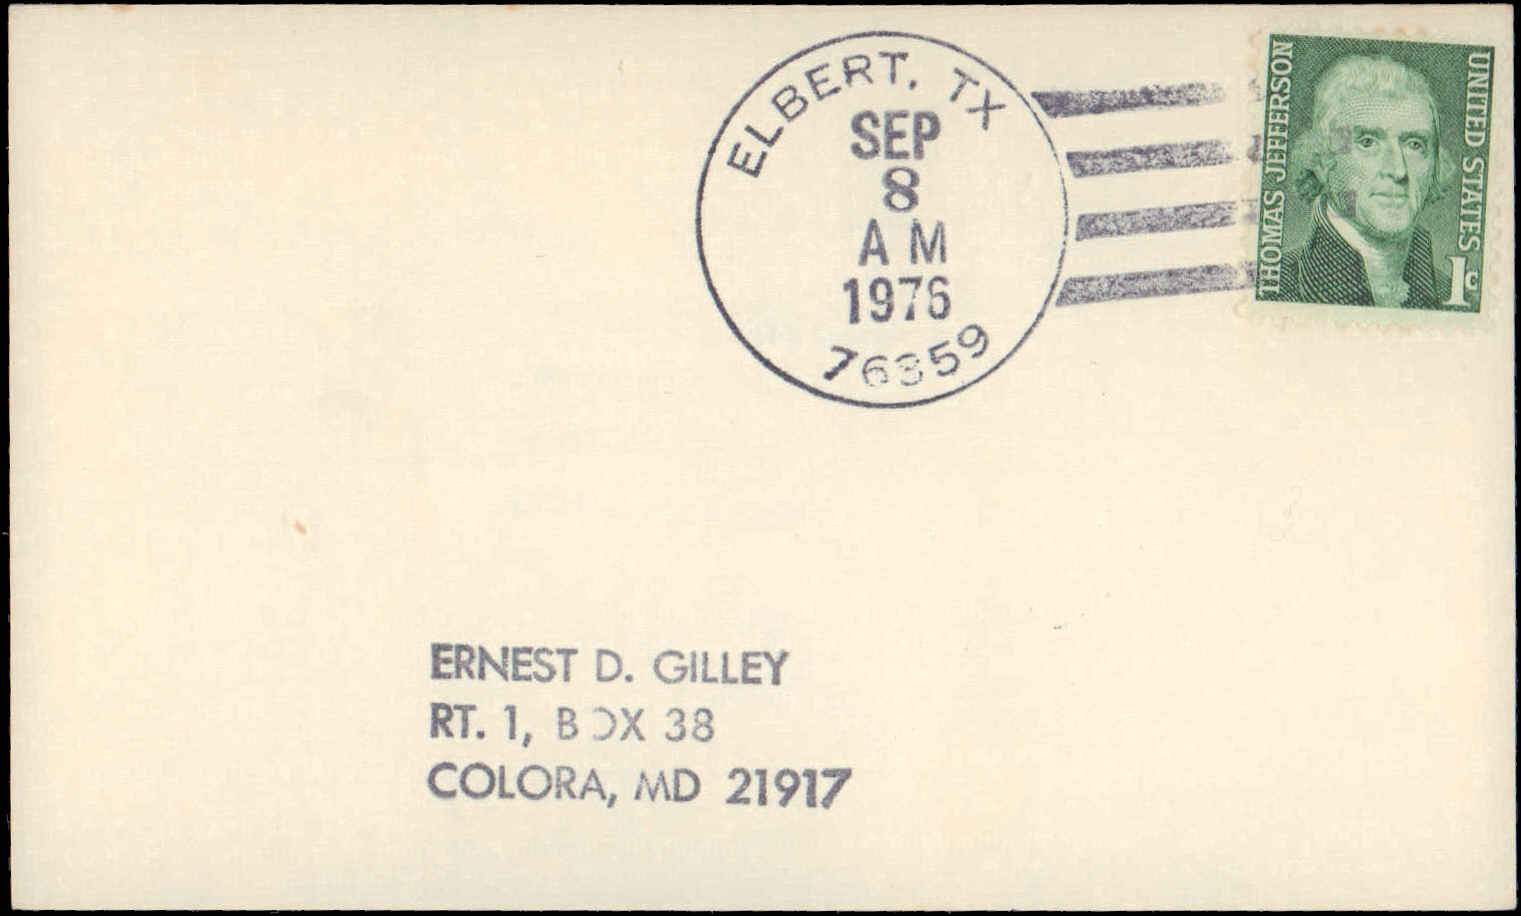 ELBERT, TX
SEP
8
AM
1976
76359
THOMAS JEFFERSON
UNITED STATES
1c
ERNEST D. GILLEY
RT. 1, BOX 38
COLORA, MD 21917